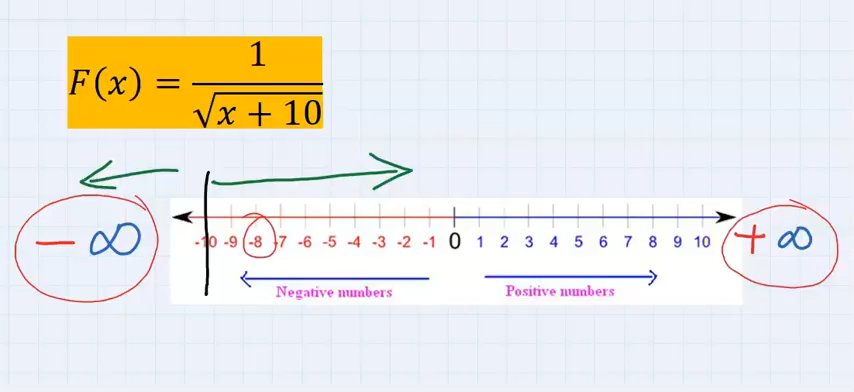 F(x) = 1/√(x + 10)
− ∞
-10 -9 -8 -7 -6 -5 -4 -3 -2 -1 0 1 2 3 4 5 6 7 8 9 10
+ ∞
Negative numbers
Positive numbers